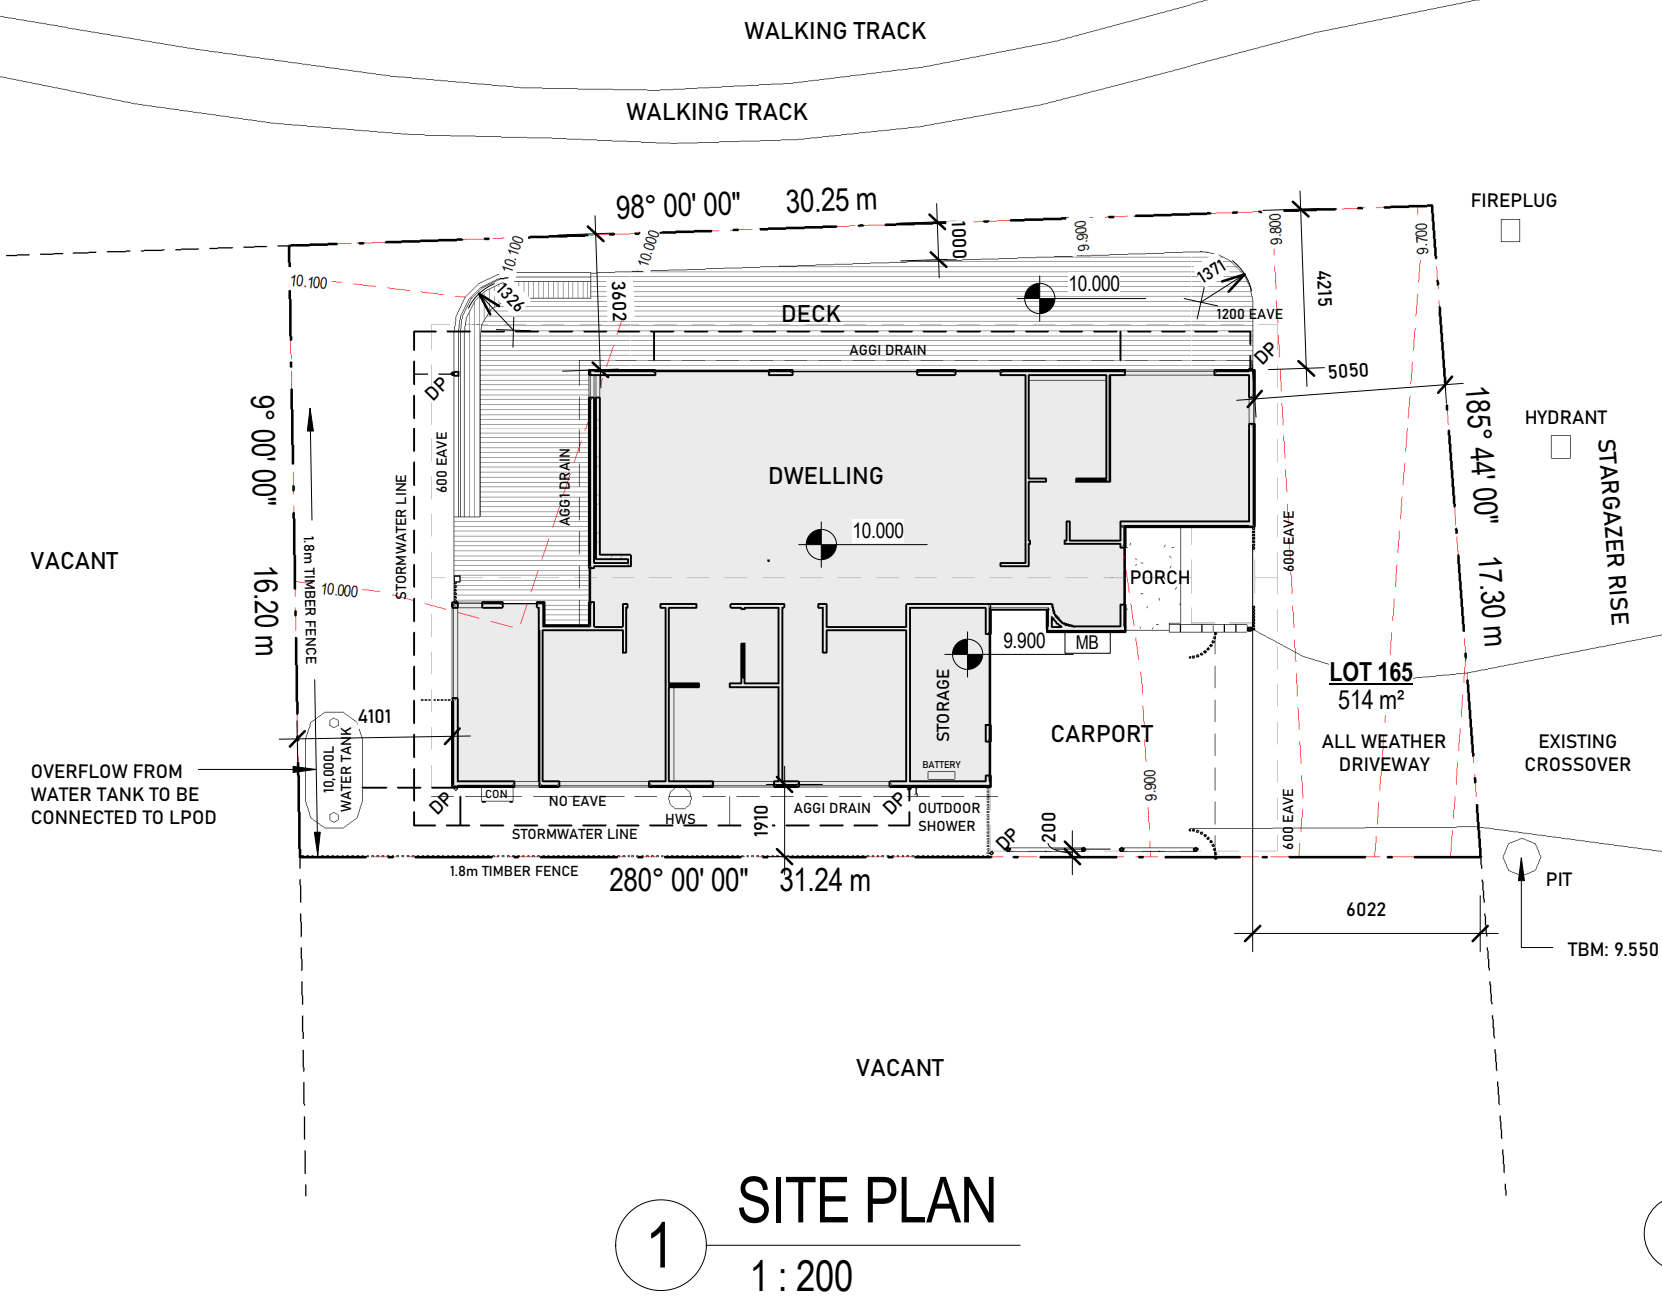 WALKING TRACK
WALKING TRACK
98° 00' 00"
30.25 m
FIREPLUG
10.100
10.100
10.000
1000
9.900
9.800
9.700
1326
3602
10.000
1371
4215
DECK
1200 EAVE
AGGI DRAIN
DP
DP
5050
9° 00' 00"
16.20 m
185° 44' 00"
17.30 m
HYDRANT
STARGAZER RISE
600 EAVE
STORMWATER LINE
AGGI DRAIN
DWELLING
10.000
600 EAVE
VACANT
1.8m TIMBER FENCE
10.000
PORCH
9.900
MB
LOT 165
514 m²
STORAGE
4101
CARPORT
ALL WEATHER
DRIVEWAY
EXISTING
CROSSOVER
OVERFLOW FROM
WATER TANK TO BE
CONNECTED TO LPOD
10,000L
WATER TANK
BATTERY
9.900
DP
CON
NO EAVE
HWS
1910
AGGI DRAIN
DP
OUTDOOR
SHOWER
STORMWATER LINE
DP
200
600 EAVE
1.8m TIMBER FENCE
280° 00' 00"
31.24 m
PIT
6022
TBM: 9.550
VACANT
1
SITE PLAN
1 : 200